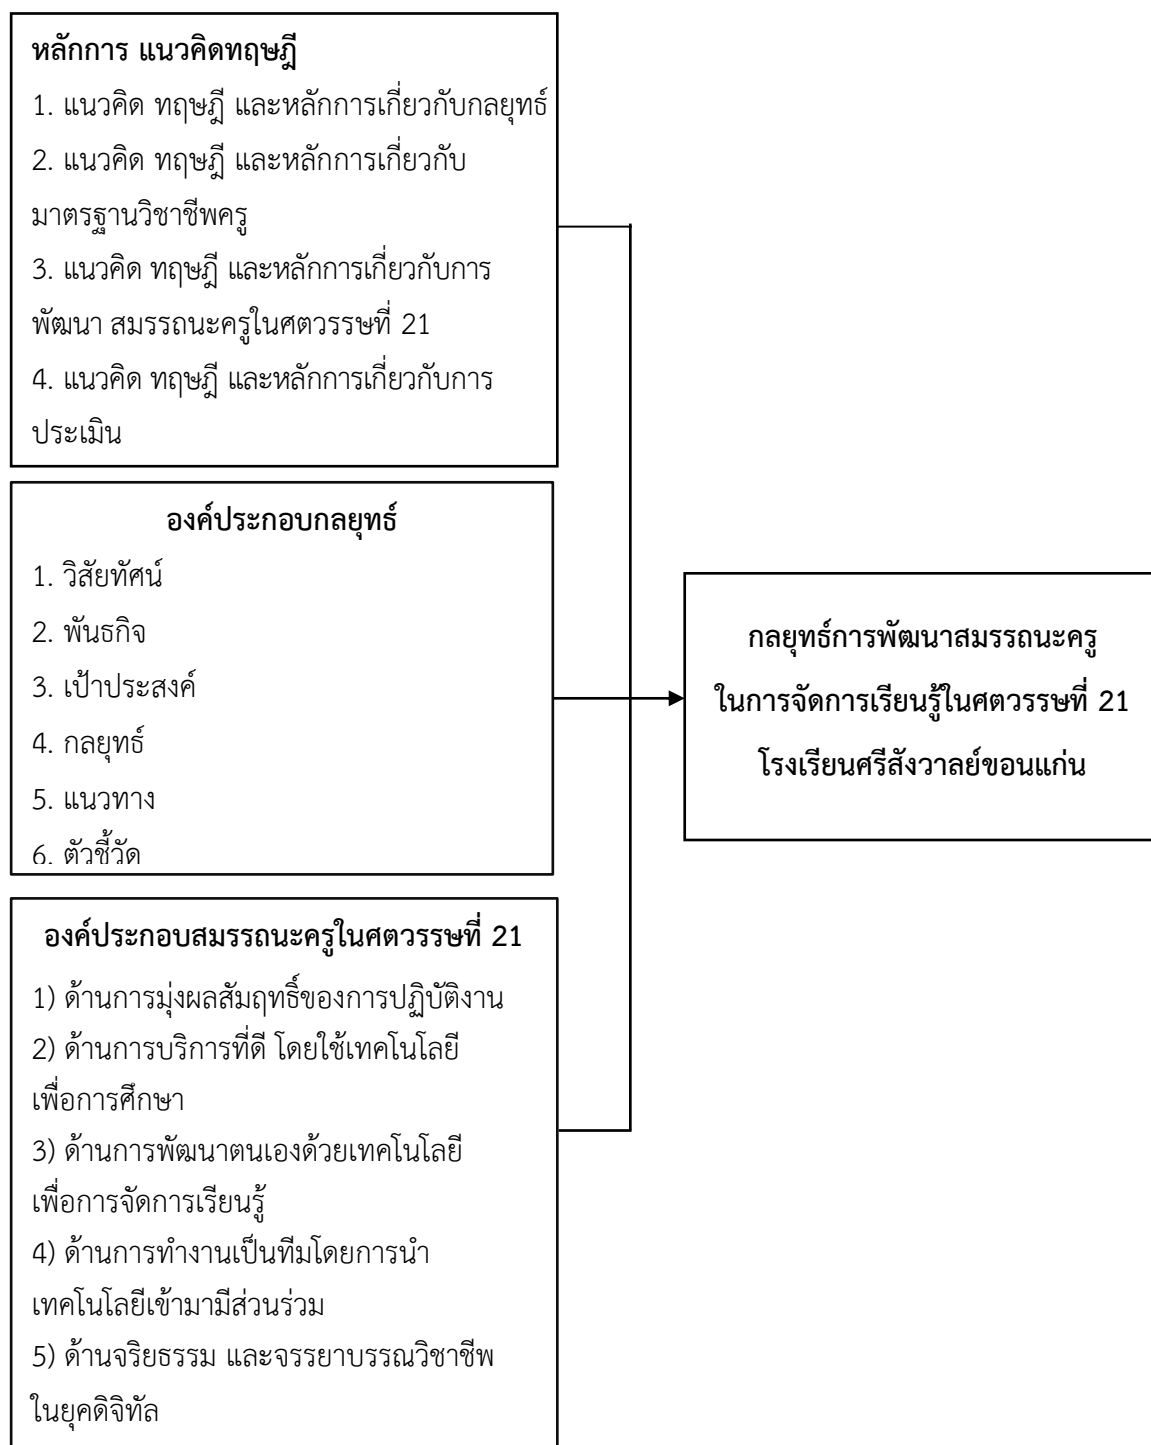 หลักการ แนวคิดทฤษฎี
1. แนวคิด ทฤษฎี และหลักการเกี่ยวกับกลยุทธ์
2. แนวคิด ทฤษฎี และหลักการเกี่ยวกับ
มาตรฐานวิชาชีพครู
3. แนวคิด ทฤษฎี และหลักการเกี่ยวกับการ
พัฒนา สมรรถนะครูในศตวรรษที่ 21
4. แนวคิด ทฤษฎี และหลักการเกี่ยวกับการ
ประเมิน
องค์ประกอบกลยุทธ์
1. วิสัยทัศน์
2. พันธกิจ
3. เป้าประสงค์
4. กลยุทธ์
5. แนวทาง
6. ตัวชี้วัด
กลยุทธ์การพัฒนาสมรรถนะครู
ในการจัดการเรียนรู้ในศตวรรษที่ 21
โรงเรียนศรีสังวาลย์ขอนแก่น
องค์ประกอบสมรรถนะครูในศตวรรษที่ 21
1) ด้านการมุ่งผลสัมฤทธิ์ของการปฏิบัติงาน
2) ด้านการบริการที่ดี โดยใช้เทคโนโลยี
เพื่อการศึกษา
3) ด้านการพัฒนาตนเองด้วยเทคโนโลยี
เพื่อการจัดการเรียนรู้
4) ด้านการทำงานเป็นทีมโดยการนำ
เทคโนโลยีเข้ามามีส่วนร่วม
5) ด้านจริยธรรม และจรรยาบรรณวิชาชีพ
ในยุคดิจิทัล